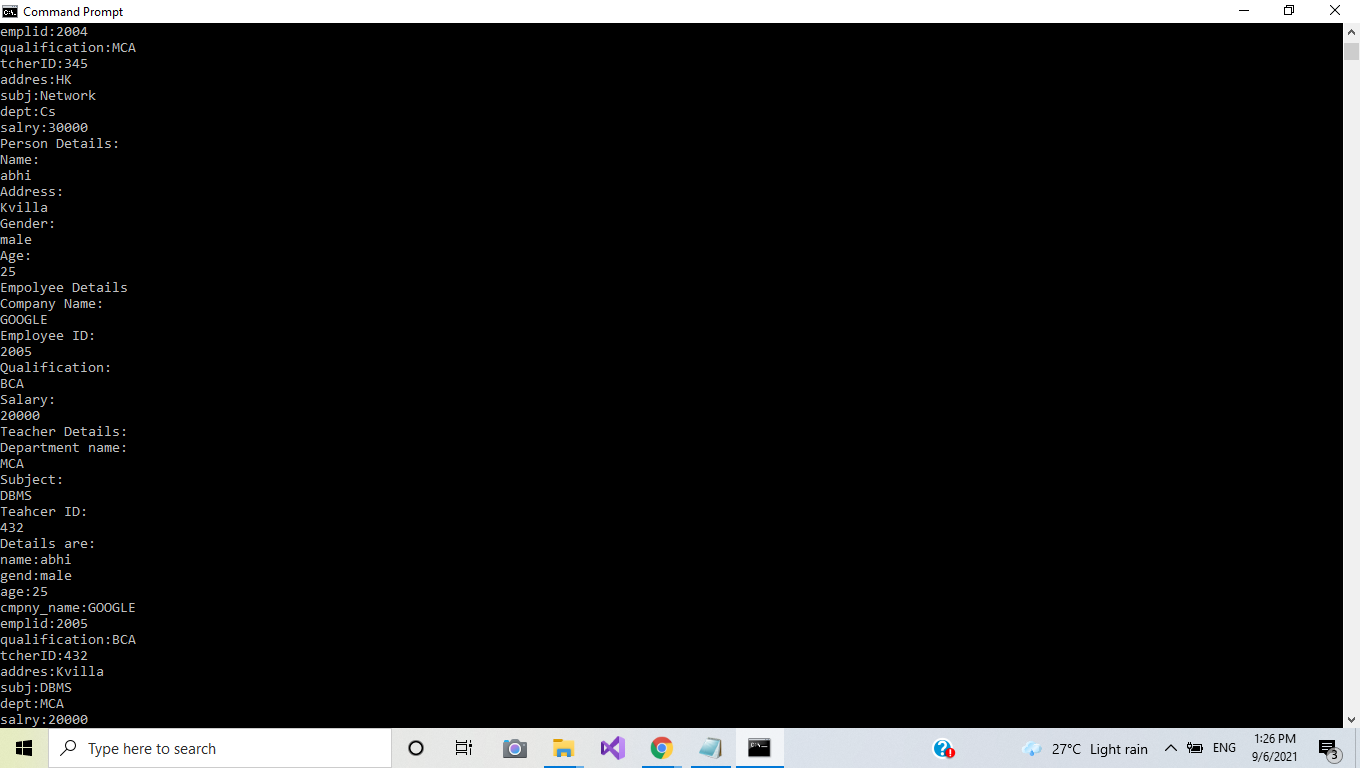 Command Prompt
emplid:2004
qualification:MCA
tcherID:345
addres:HK
subj:Network
dept:Cs
salry:30000
Person Details:
Name:
abhi
Address:
Kvilla
Gender:
male
Age:
25
Empolyee Details
Company Name:
GOOGLE
Employee ID:
2005
Qualification:
BCA
Salary:
20000
Teacher Details:
Department name:
MCA
Subject:
DBMS
Teahcer ID:
432
Details are:
name:abhi
gend:male
age:25
cmpny_name:GOOGLE
emplid:2005
qualification:BCA
tcherID:432
addres:Kvilla
subj:DBMS
dept:MCA
salry:20000
Type here to search
27°C Light rain
ENG
1:26 PM
9/6/2021
3